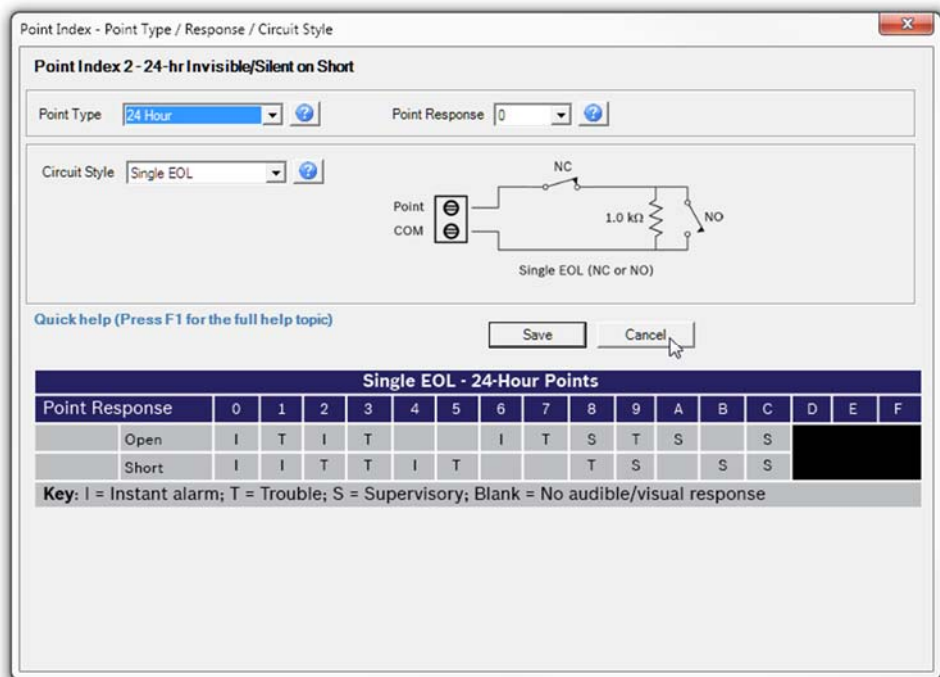 Point Index - Point Type / Response / Circuit Style
Point Index 2 - 24-hr Invisible/Silent on Short
Point Type 24 Hour Point Response 0
Circuit Style Single EOL
NC
Point
COM
1.0 kΩ
NO
Single EOL (NC or NO)
Quick help (Press F1 for the full help topic)
Save Cancel
Single EOL - 24-Hour Points
Point Response 0 1 2 3 4 5 6 7 8 9 A B C D E F
Open I T I T I T S T S S
Short I I T T I T T S S S
Key: I = Instant alarm; T = Trouble; S = Supervisory; Blank = No audible/visual response